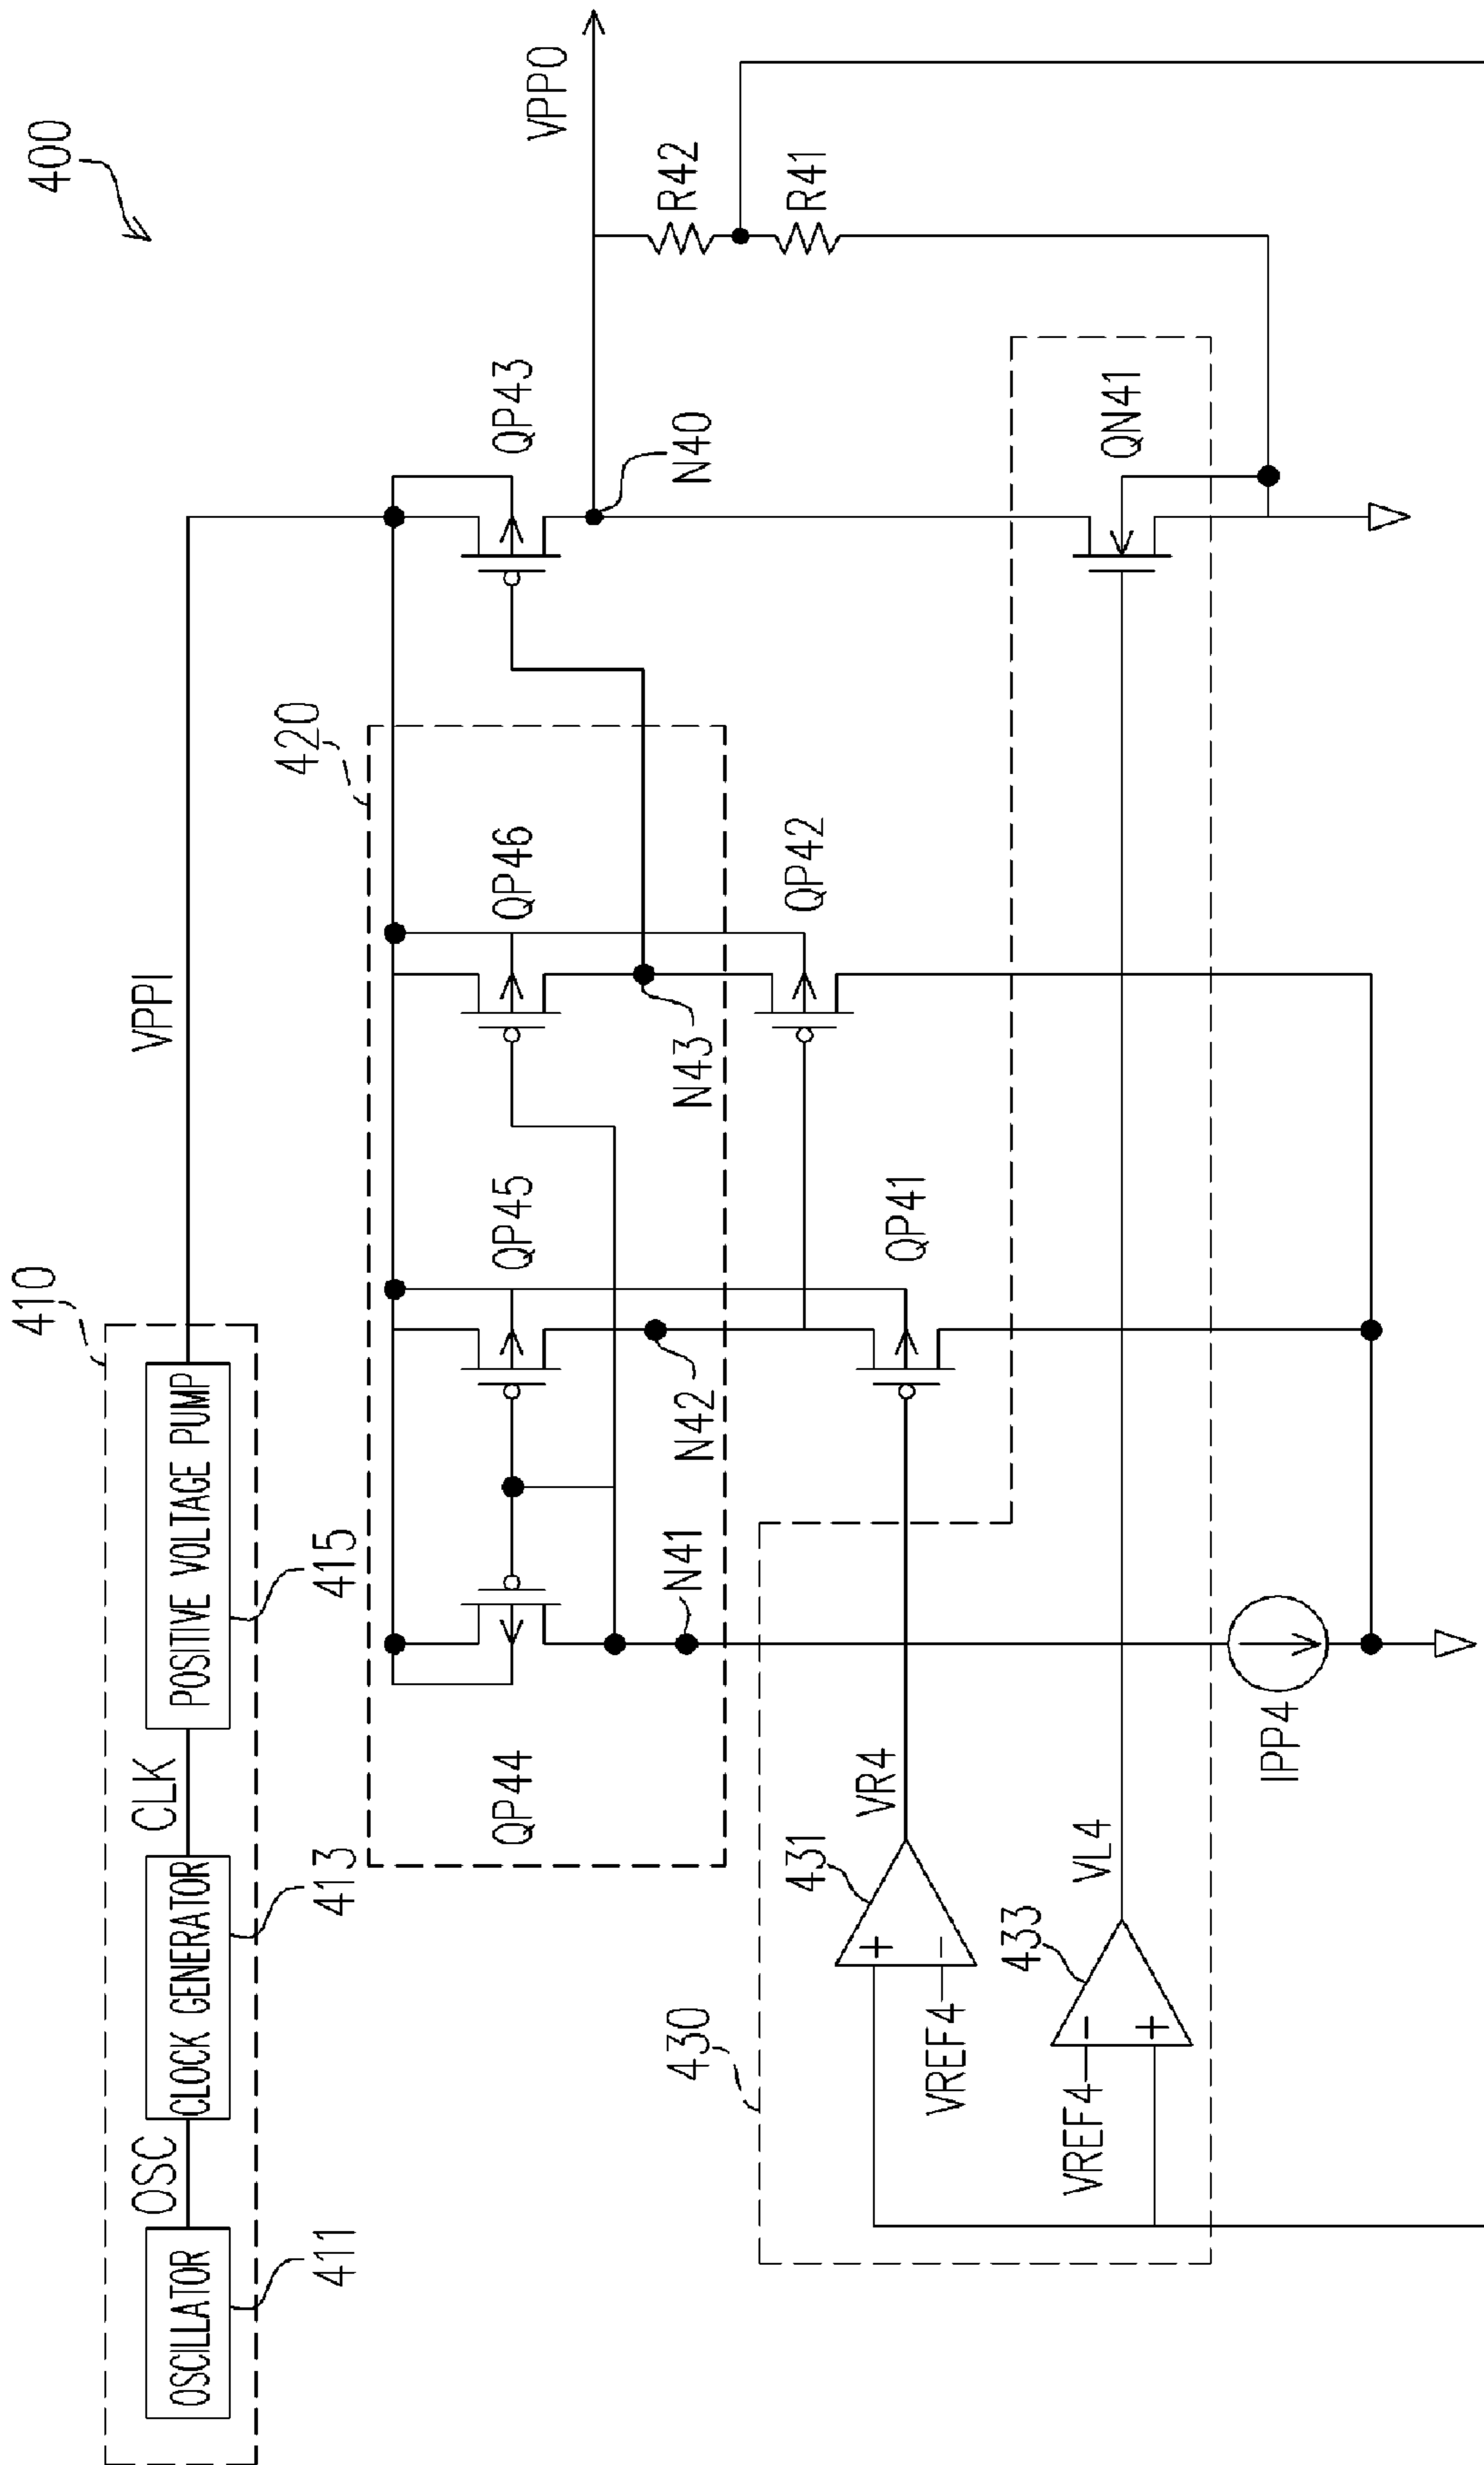 400
410
OSCILLATOR
OSC
CLOCK GENERATOR
CLK
POSITIVE VOLTAGE PUMP
VPPI
411
413
415
420
QP44
QP45
QP46
QP43
N41
N42
N43
N40
VPPO
R42
R41
QP41
QP42
430
431
+
-
VREF4
VR4
433
-
+
VREF4
VL4
QN41
IPP4